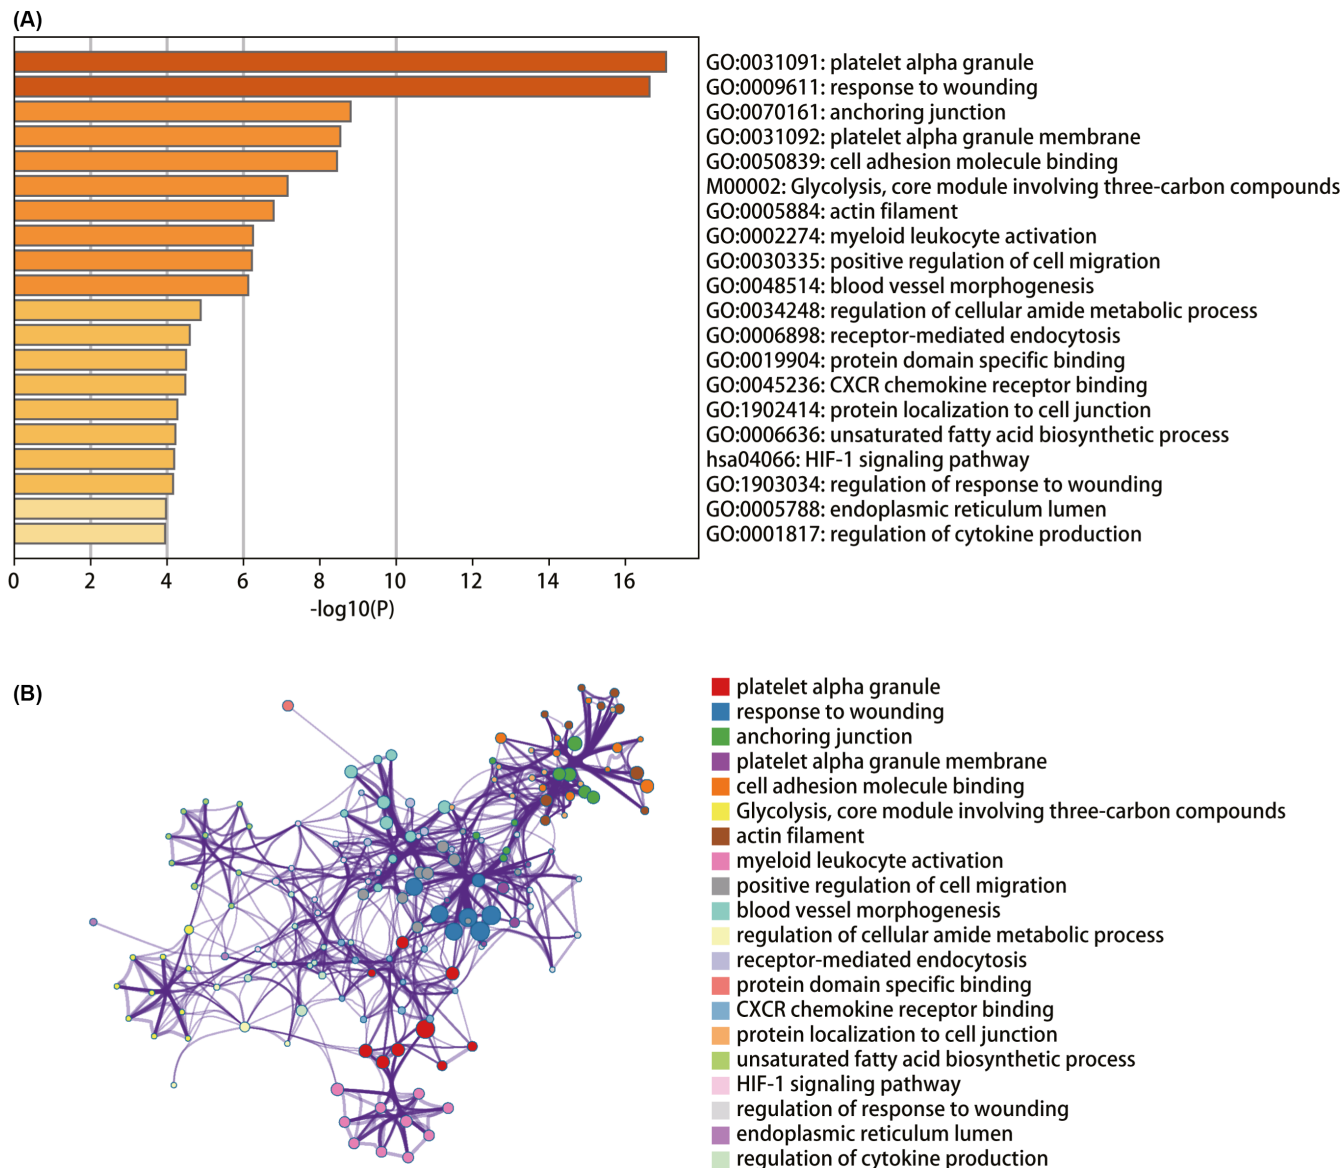 (A)
GO:0031091: platelet alpha granule
GO:0009611: response to wounding
GO:0070161: anchoring junction
GO:0031092: platelet alpha granule membrane
GO:0050839: cell adhesion molecule binding
M00002: Glycolysis, core module involving three-carbon compounds
GO:0005884: actin filament
GO:0002274: myeloid leukocyte activation
GO:0030335: positive regulation of cell migration
GO:0048514: blood vessel morphogenesis
GO:0034248: regulation of cellular amide metabolic process
GO:0006898: receptor-mediated endocytosis
GO:0019904: protein domain specific binding
GO:0045236: CXCR chemokine receptor binding
GO:1902414: protein localization to cell junction
GO:0006636: unsaturated fatty acid biosynthetic process
hsa04066: HIF-1 signaling pathway
GO:1903034: regulation of response to wounding
GO:0005788: endoplasmic reticulum lumen
GO:0001817: regulation of cytokine production
0 2 4 6 8 10 12 14 16
-log10(P)
(B)
platelet alpha granule
response to wounding
anchoring junction
platelet alpha granule membrane
cell adhesion molecule binding
Glycolysis, core module involving three-carbon compounds
actin filament
myeloid leukocyte activation
positive regulation of cell migration
blood vessel morphogenesis
regulation of cellular amide metabolic process
receptor-mediated endocytosis
protein domain specific binding
CXCR chemokine receptor binding
protein localization to cell junction
unsaturated fatty acid biosynthetic process
HIF-1 signaling pathway
regulation of response to wounding
endoplasmic reticulum lumen
regulation of cytokine production